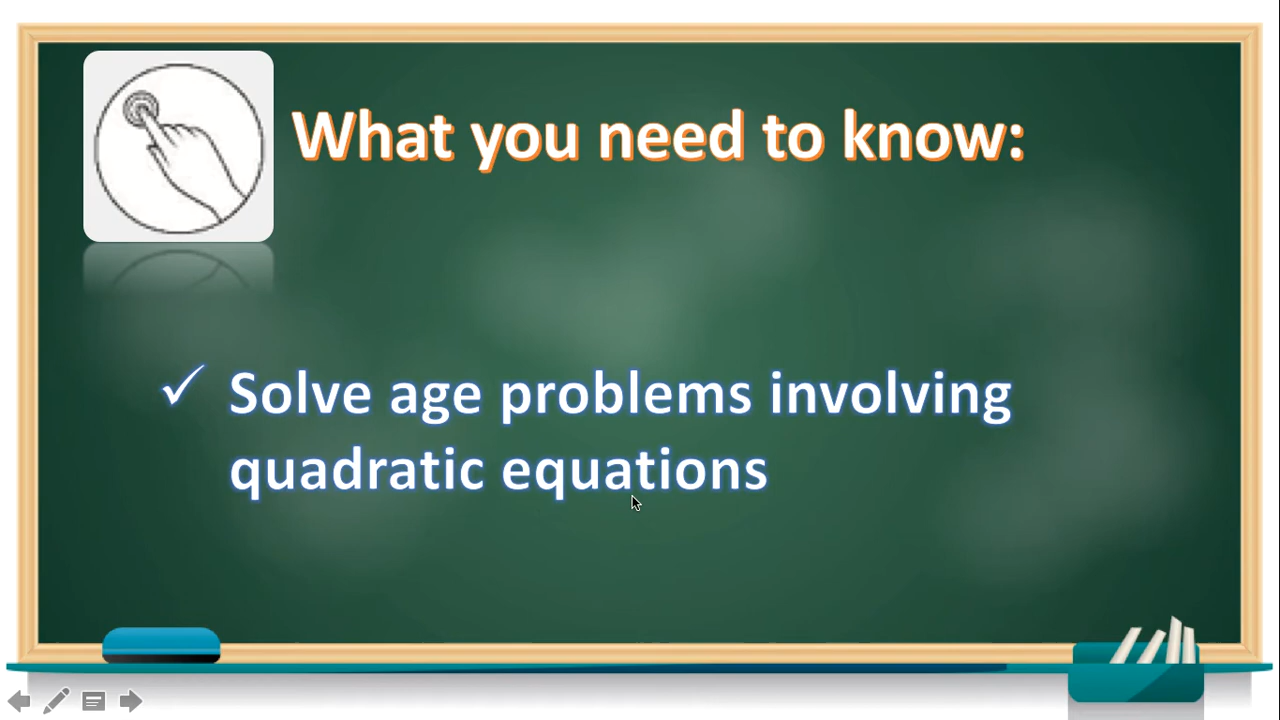 What you need to know:
✓ Solve age problems involving
quadratic equations